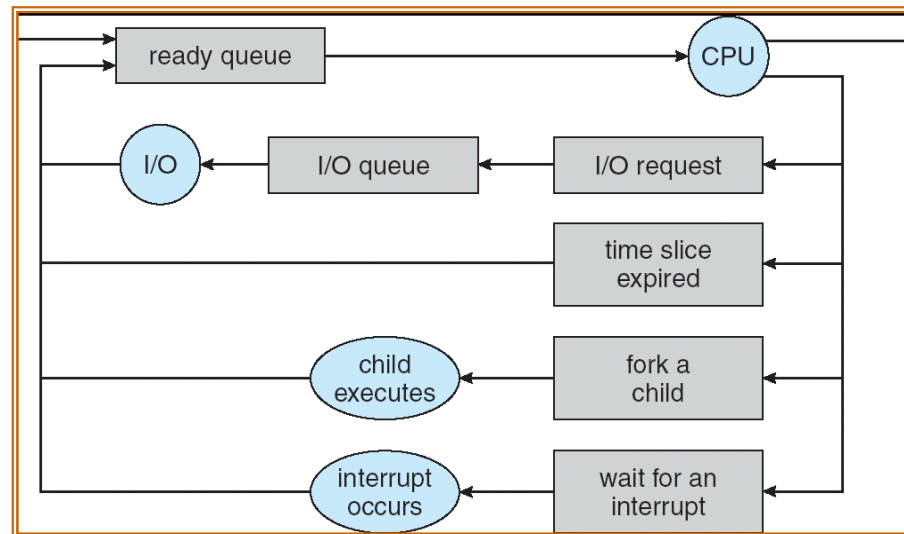 ready queue
CPU
I/O
I/O queue
I/O request
time slice
expired
child
executes
fork a
child
interrupt
occurs
wait for an
interrupt